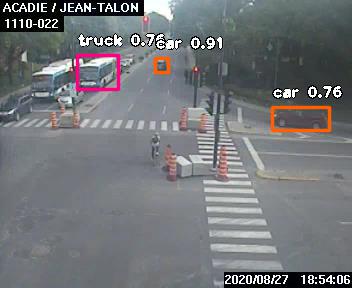 ACADIE / JEAN-TALON
1110-022
truck 0.76 car 0.91
car 0.76
2020/08/27 18:54:06